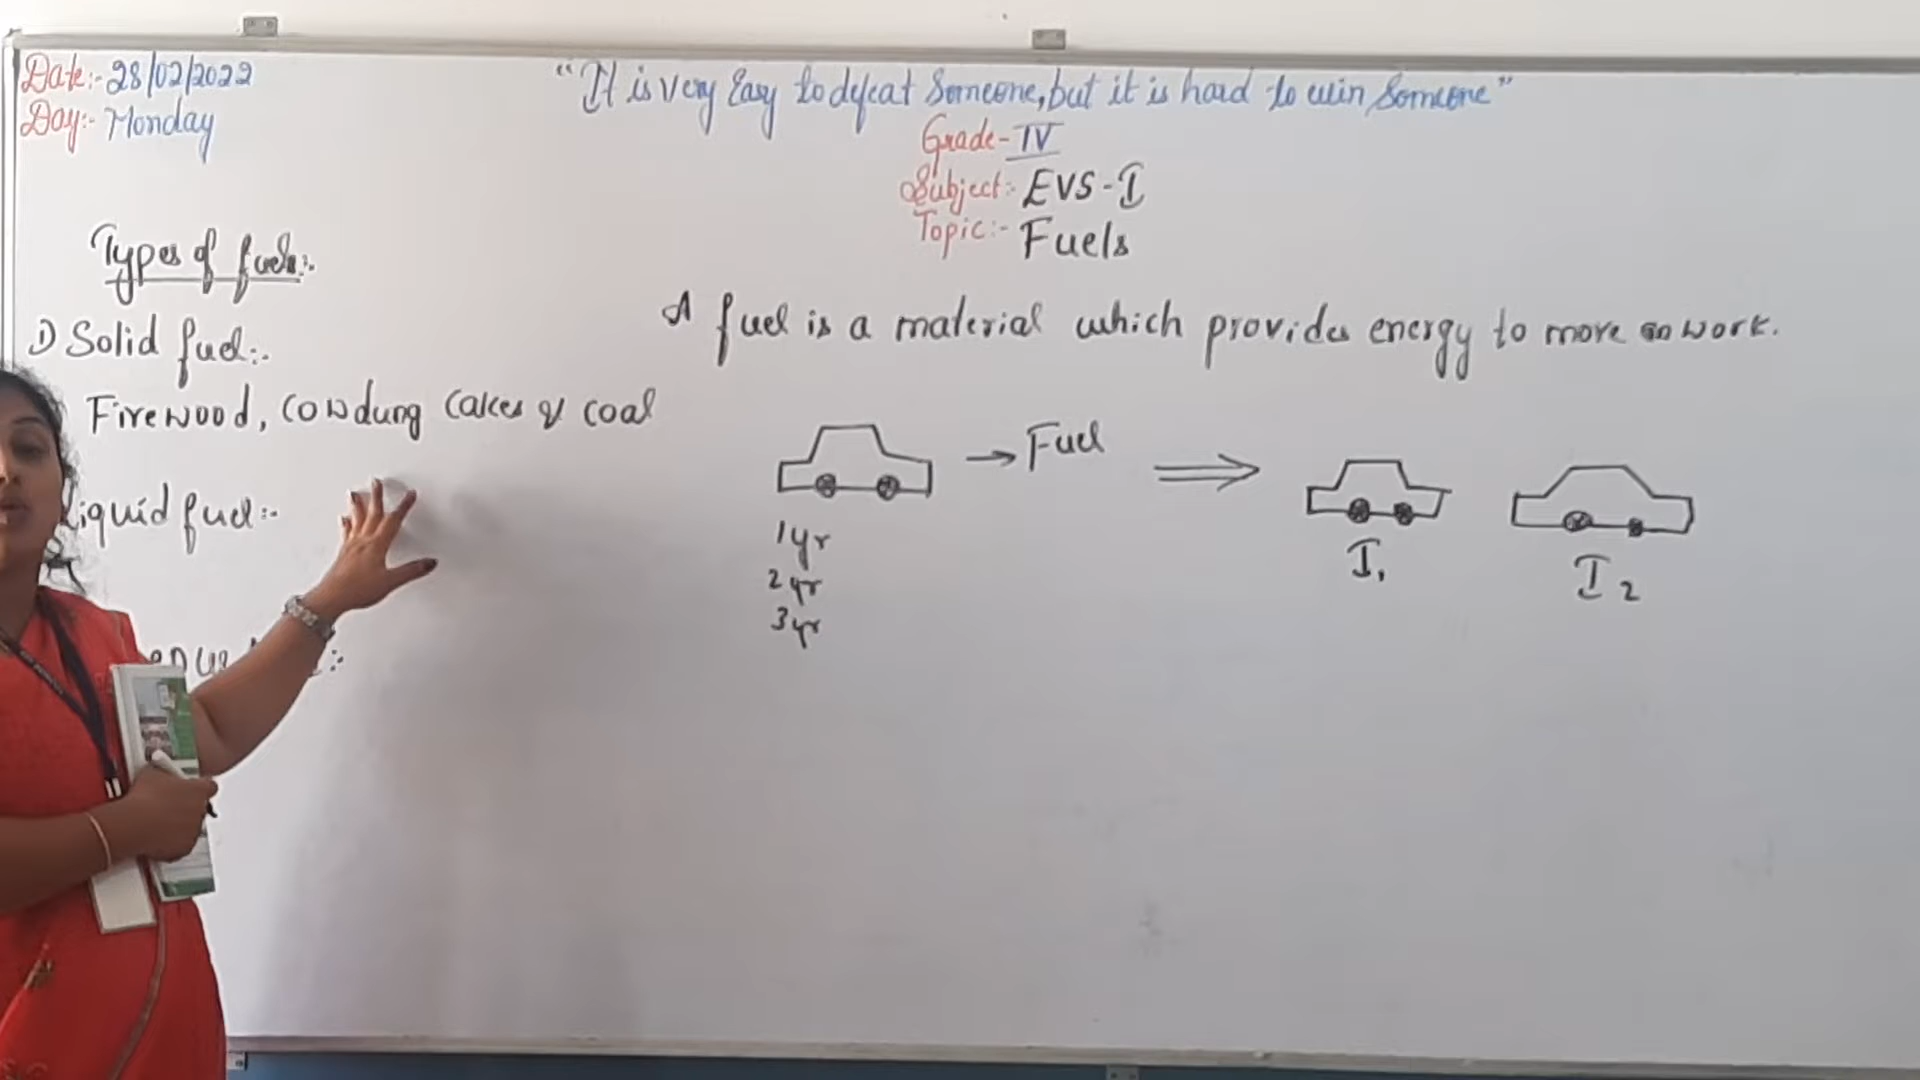 Date:- 28/02/2022
Day:- Monday
"It is very Easy to defeat Someone, but it is hard to win Someone"
Grade- IV
Subject:- EVS-I
Topic:- Fuels
Types of fuels:-
1) Solid fuel:-
Firewood, Cowdung Cakes & Coal
Liquid fuel:-
A fuel is a material which provides energy to more on work.
→ Fuel
1yr
2yr
3yr
I₁
I₂